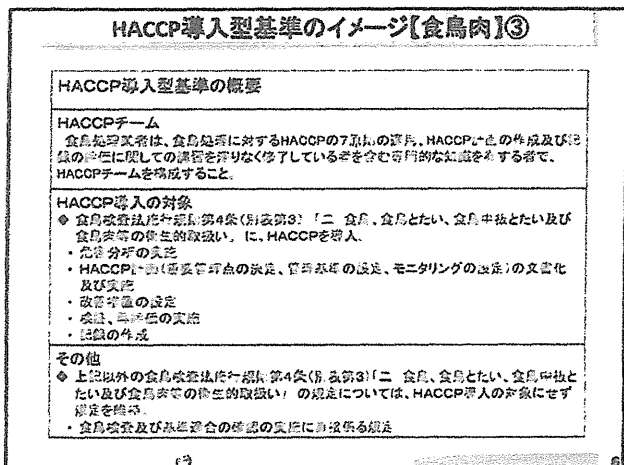 HACCP導入型基準のイメージ【食鳥肉】③
HACCP導入型基準の概要
HACCPチーム
食鳥処理業者は、食鳥処理に対するHACCPの7原則の適用、HACCP計画の作成及び記
録の評価に関しての講習を滞りなく修了している者を含む専門的な知識を有する者で、
HACCPチームを構成すること。
HACCP導入の対象
◆ 食鳥検査法施行規則第4条(別表第3)「二 食鳥、食鳥とたい、食鳥中抜とたい及び
食鳥肉等の衛生的取扱い」に、HACCPを導入。
・ 危害分析の実施
・ HACCP計画(重要管理点の決定、管理基準の設定、モニタリングの設定)の文書化
及び実施
・ 改善措置の設定
・ 検証、再評価の実施
・ 記録の作成
その他
◆ 上記以外の食鳥検査法施行規則第4条(別表第3)「二 食鳥、食鳥とたい、食鳥中抜と
たい及び食鳥肉等の衛生的取扱い」の規定については、HACCP導入の対象にせず
規定を維持。
・ 食鳥検査及び基準適合の確認の実施に直接係る規定
6